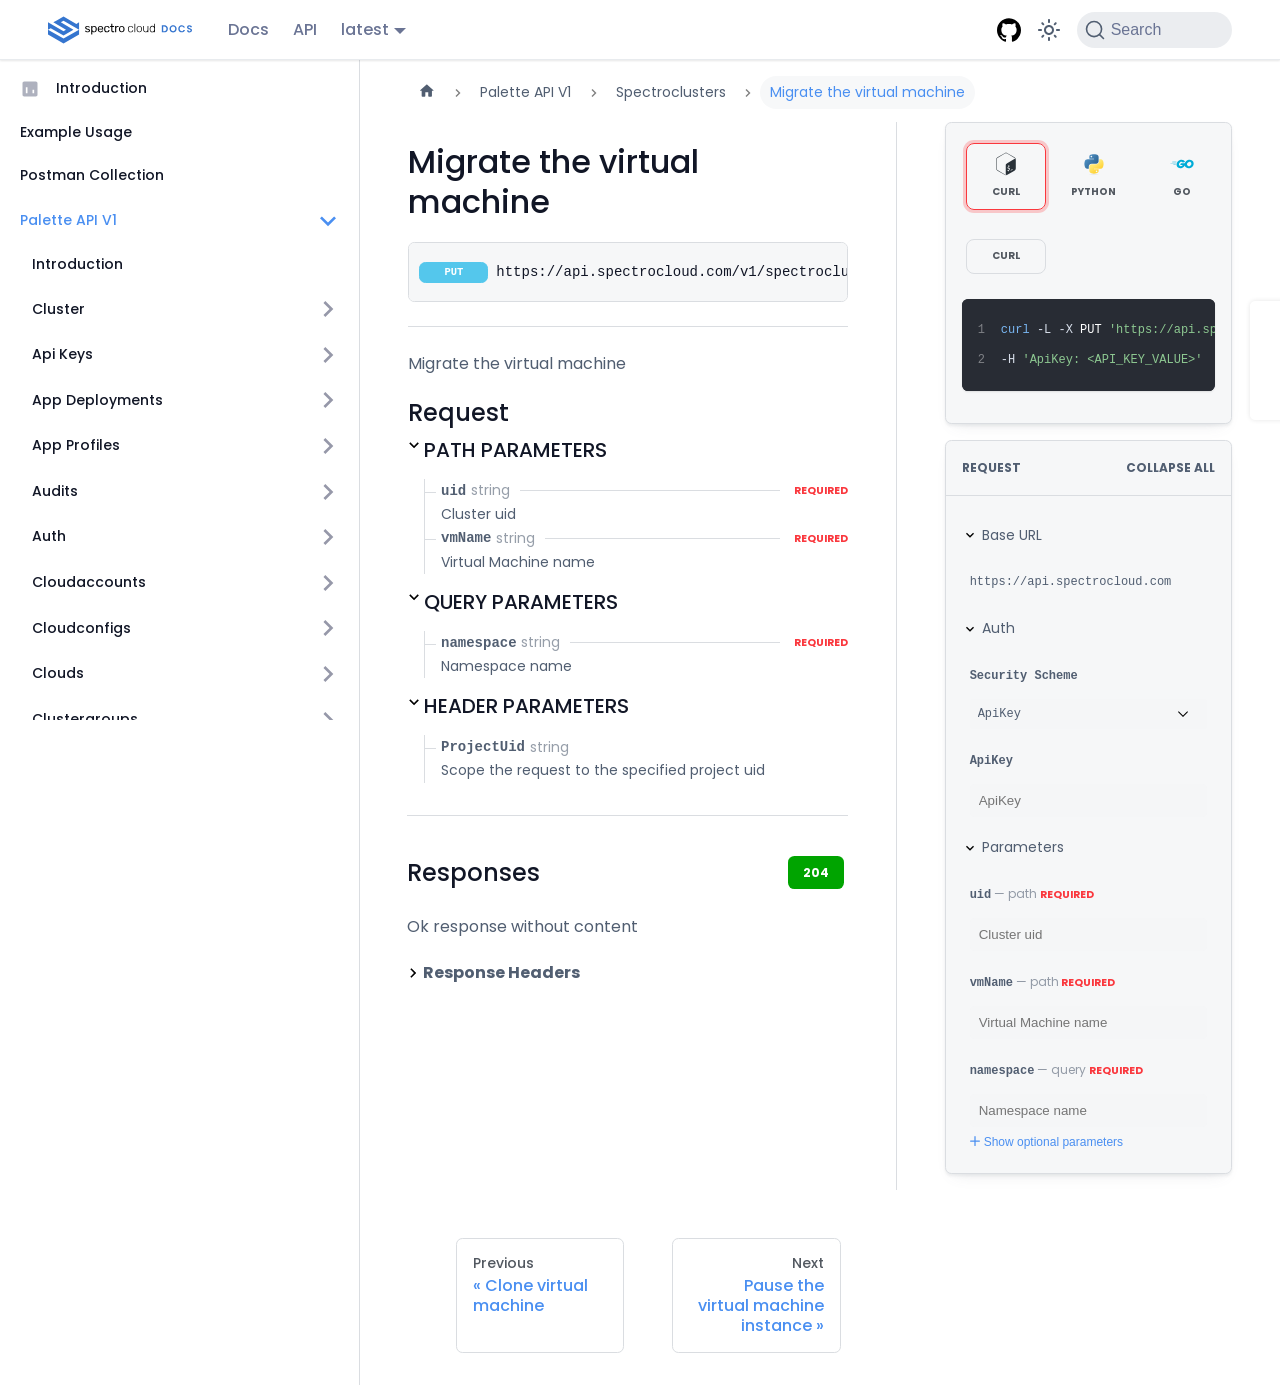 spectro cloud DOCS
Docs
API
latest
Search
Introduction
Example Usage
Postman Collection
Palette API V1
Introduction
Cluster
Api Keys
App Deployments
App Profiles
Audits
Auth
Cloudaccounts
Cloudconfigs
Clouds
Clustergroups
Palette API V1
Spectroclusters
Migrate the virtual machine
Migrate the virtual
machine
PUT https://api.spectrocloud.com/v1/spectroclu
Migrate the virtual machine
Request
PATH PARAMETERS
uid string REQUIRED
Cluster uid
vmName string REQUIRED
Virtual Machine name
QUERY PARAMETERS
namespace string REQUIRED
Namespace name
HEADER PARAMETERS
ProjectUid string
Scope the request to the specified project uid
Responses
204
Ok response without content
Response Headers
CURL
PYTHON
GO
CURL
1 curl -L -X PUT 'https://api.sp
2 -H 'ApiKey: <API_KEY_VALUE>'
REQUEST COLLAPSE ALL
Base URL
https://api.spectrocloud.com
Auth
Security Scheme
ApiKey
ApiKey
ApiKey
Parameters
uid — path REQUIRED
Cluster uid
vmName — path REQUIRED
Virtual Machine name
namespace — query REQUIRED
Namespace name
Show optional parameters
Previous
« Clone virtual
machine
Next
Pause the
virtual machine
instance »